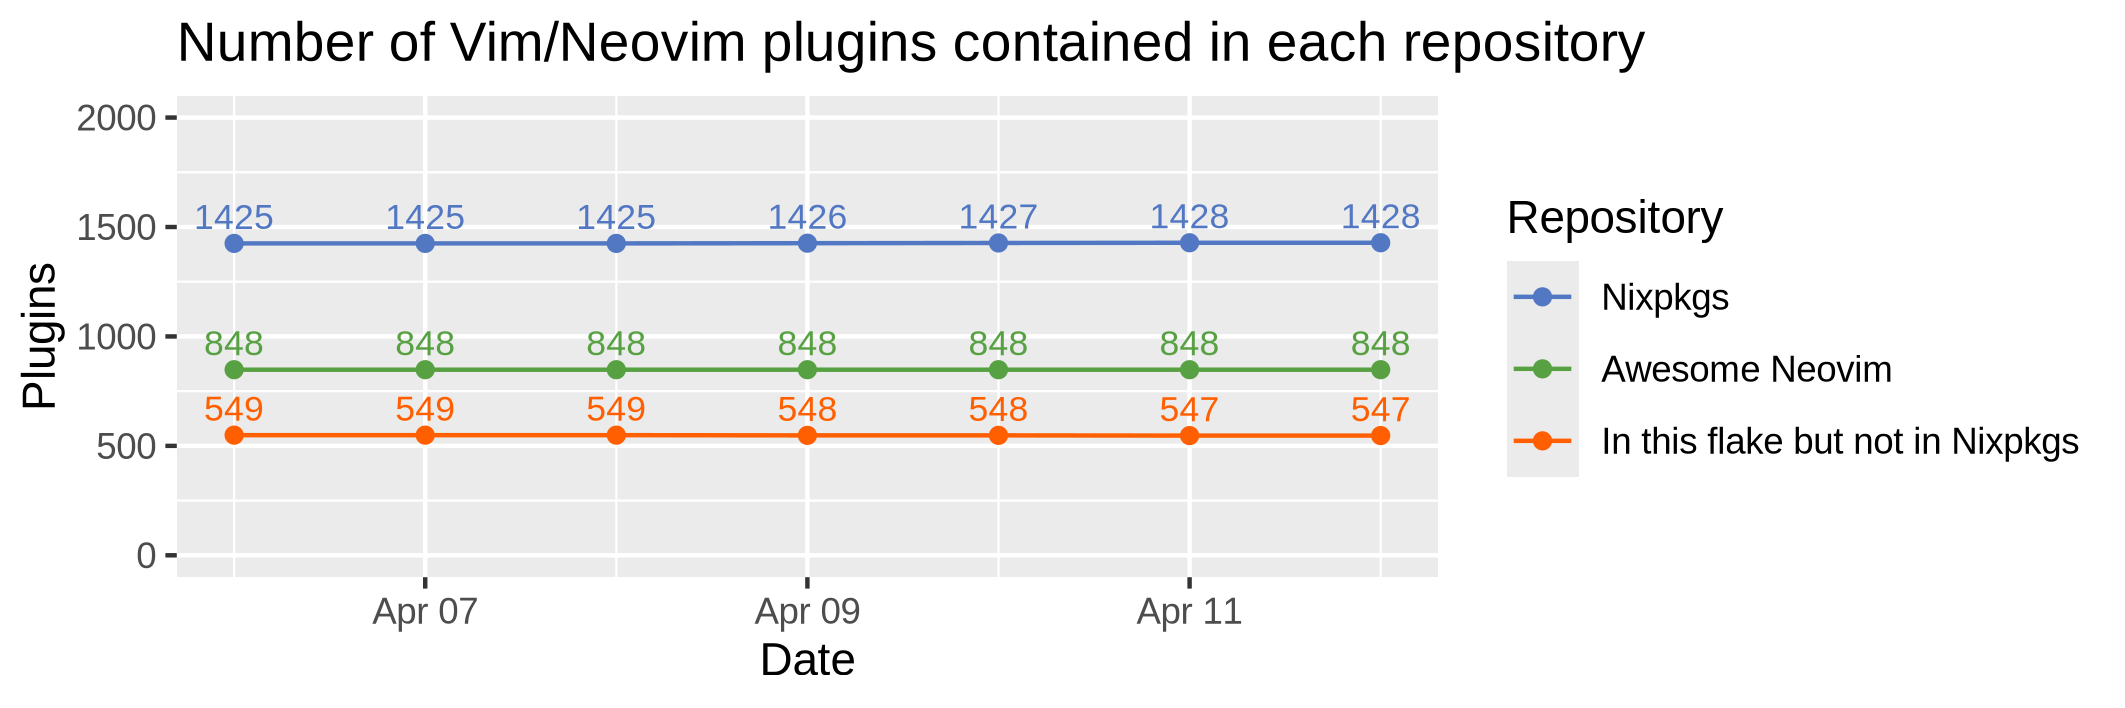 Number of Vim/Neovim plugins contained in each repository
2000
1500
1000
500
0
Plugins
1425 1425 1425 1426 1427 1428 1428
848 848 848 848 848 848 848
549 549 549 548 548 547 547
Apr 07 Apr 09 Apr 11
Date
Repository
Nixpkgs
Awesome Neovim
In this flake but not in Nixpkgs